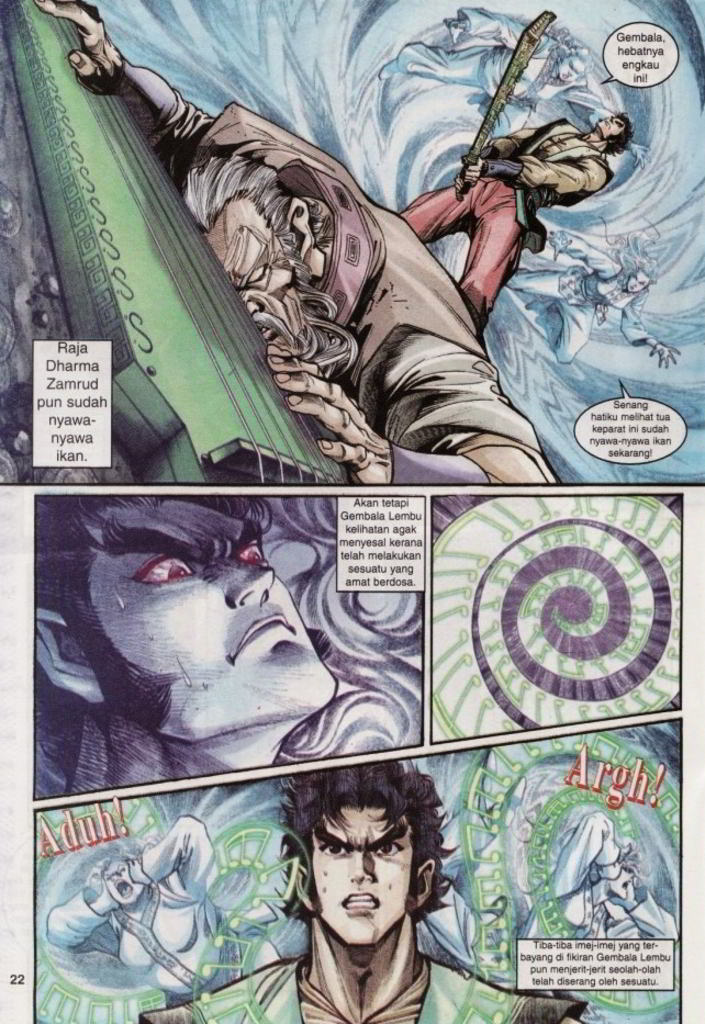 Gembala,
hebatnya
engkau
ini!
Raja
Dharma
Zamrud
pun sudah
nyawa-
nyawa
ikan.
Senang
hatiku melihat tua
keparat ini sudah
nyawa-nyawa ikan
sekarang!
Akan tetapi
Gembala Lembu
kelihatan agak
menyesal kerana
telah melakukan
sesuatu yang
amat berdosa.
Aduh!
Argh!
Tiba-tiba imej-imej yang ter-
bayang di fikiran Gembala Lembu
pun menjerit-jerit seolah-olah
telah diserang oleh sesuatu.
22